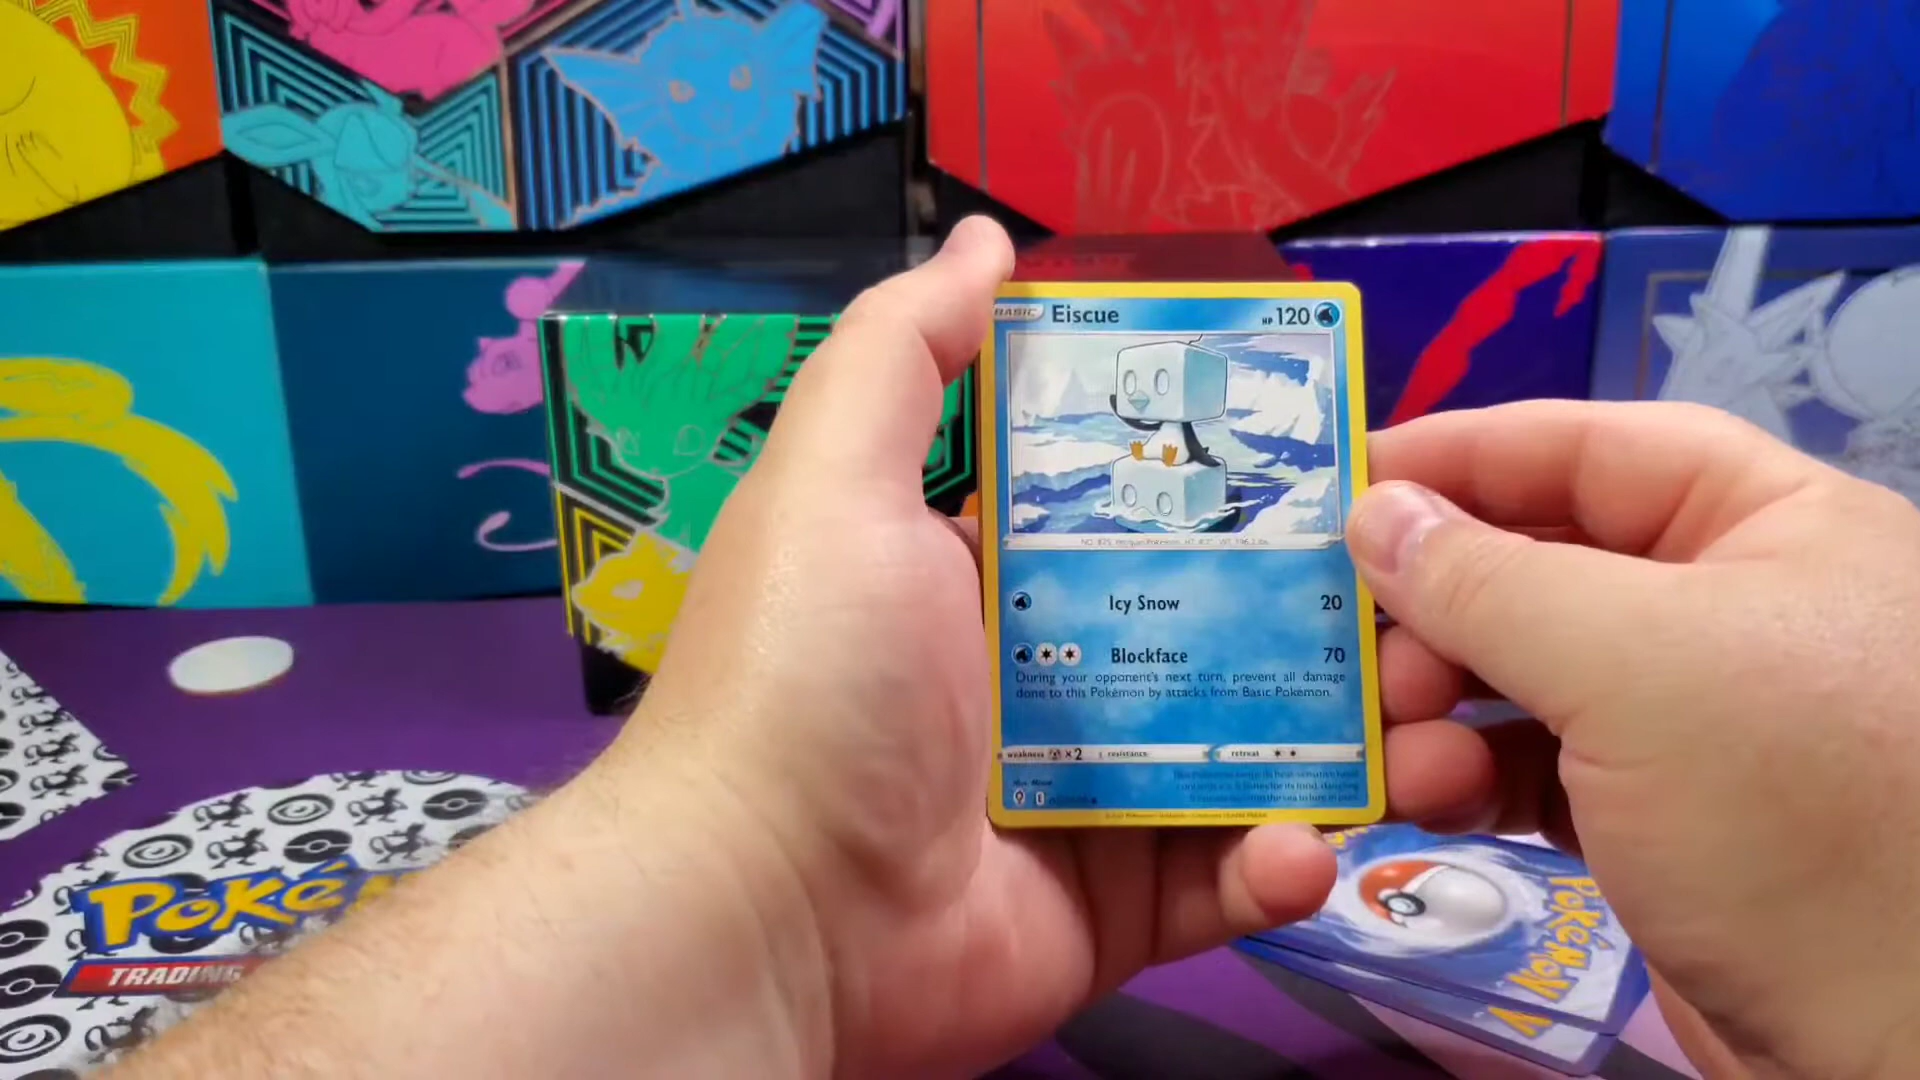 BASIC Eiscue HP 120
Icy Snow 20
Blockface 70
During your opponent's next turn, prevent all damage
done to this Pokémon by attacks from Basic Pokémon.
weakness ×2 resistance retreat
E
Poké
TRADING
Pokémon